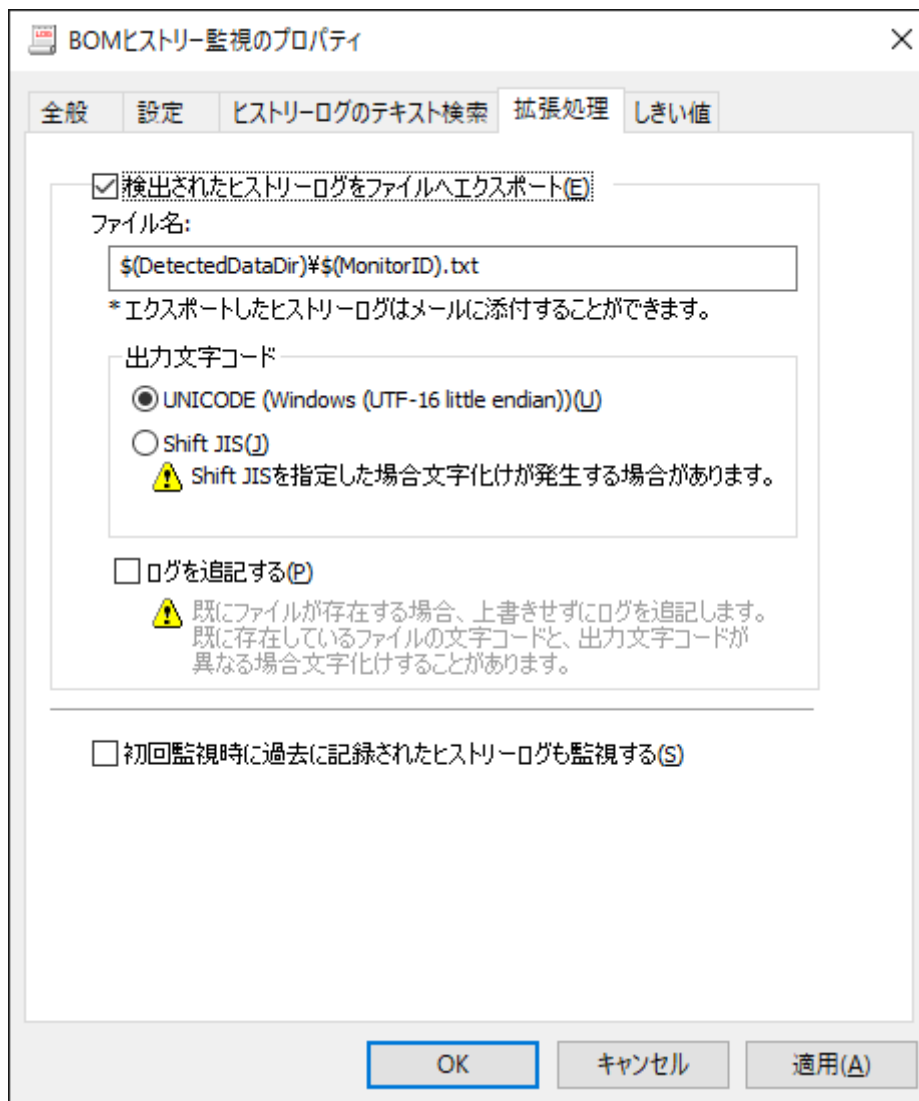 BOMヒストリー監視のプロパティ
全般 設定 ヒストリーログのテキスト検索 拡張処理 しきい値
検出されたヒストリーログをファイルへエクスポート(E)
ファイル名:
$(DetectedDataDir)¥$(MonitorID).txt
*エクスポートしたヒストリーログはメールに添付することができます。
出力文字コード
UNICODE (Windows (UTF-16 little endian))(U)
Shift JIS(J)
Shift JISを指定した場合文字化けが発生する場合があります。
ログを追記する(P)
既にファイルが存在する場合、上書きせずにログを追記します。
既に存在しているファイルの文字コードと、出力文字コードが
異なる場合文字化けすることがあります。
初回監視時に過去に記録されたヒストリーログも監視する(S)
OK キャンセル 適用(A)